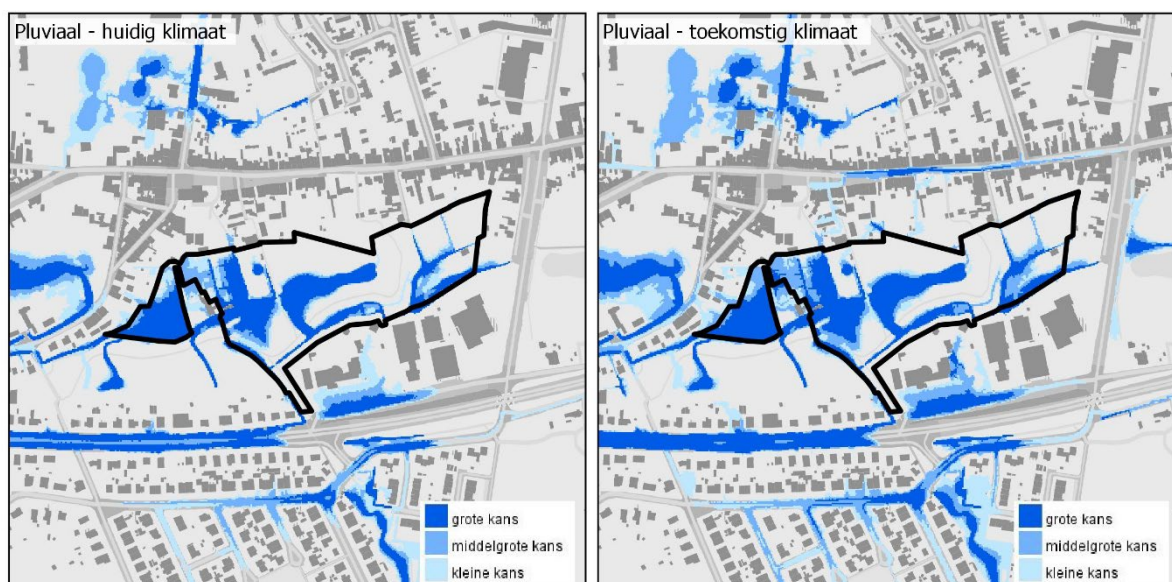 Pluviaal - huidig klimaat
grote kans
middelgrote kans
kleine kans
Pluviaal - toekomstig klimaat
grote kans
middelgrote kans
kleine kans